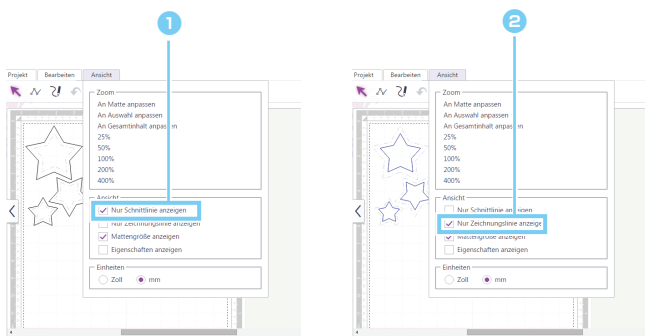 1
Projekt Bearbeiten Ansicht
Zoom
An Matte anpassen
An Auswahl anpassen
An Gesamtinhalt anpassen
25%
50%
100%
200%
400%
Ansicht
Nur Schnittlinie anzeigen
Nur Zeichnungslinie anzeigen
Mattengröße anzeigen
Eigenschaften anzeigen
Einheiten
Zoll mm
2
Projekt Bearbeiten Ansicht
Zoom
An Matte anpassen
An Auswahl anpassen
An Gesamtinhalt anpassen
25%
50%
100%
200%
400%
Ansicht
Nur Schnittlinie anzeigen
Nur Zeichnungslinie anzeige
Mattengröße anzeigen
Eigenschaften anzeigen
Einheiten
Zoll mm